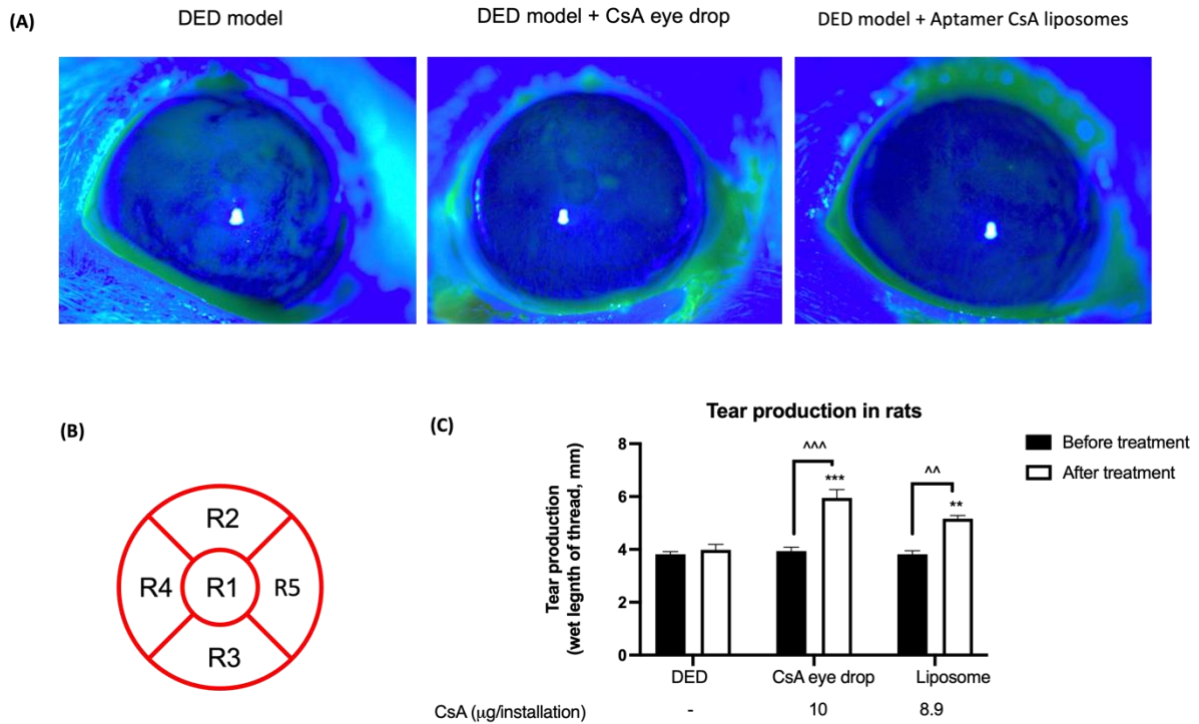 (A)
DED model
DED model + CsA eye drop
DED model + Aptamer CsA liposomes
(B)
R2
R4
R1
R5
R3
(C)
Tear production in rats
Tear production
(wet legnth of thread, mm)
8
6
4
2
0
^^^
***
^^
**
Before treatment
After treatment
DED
CsA eye drop
Liposome
CsA (μg/installation)
-
10
8.9